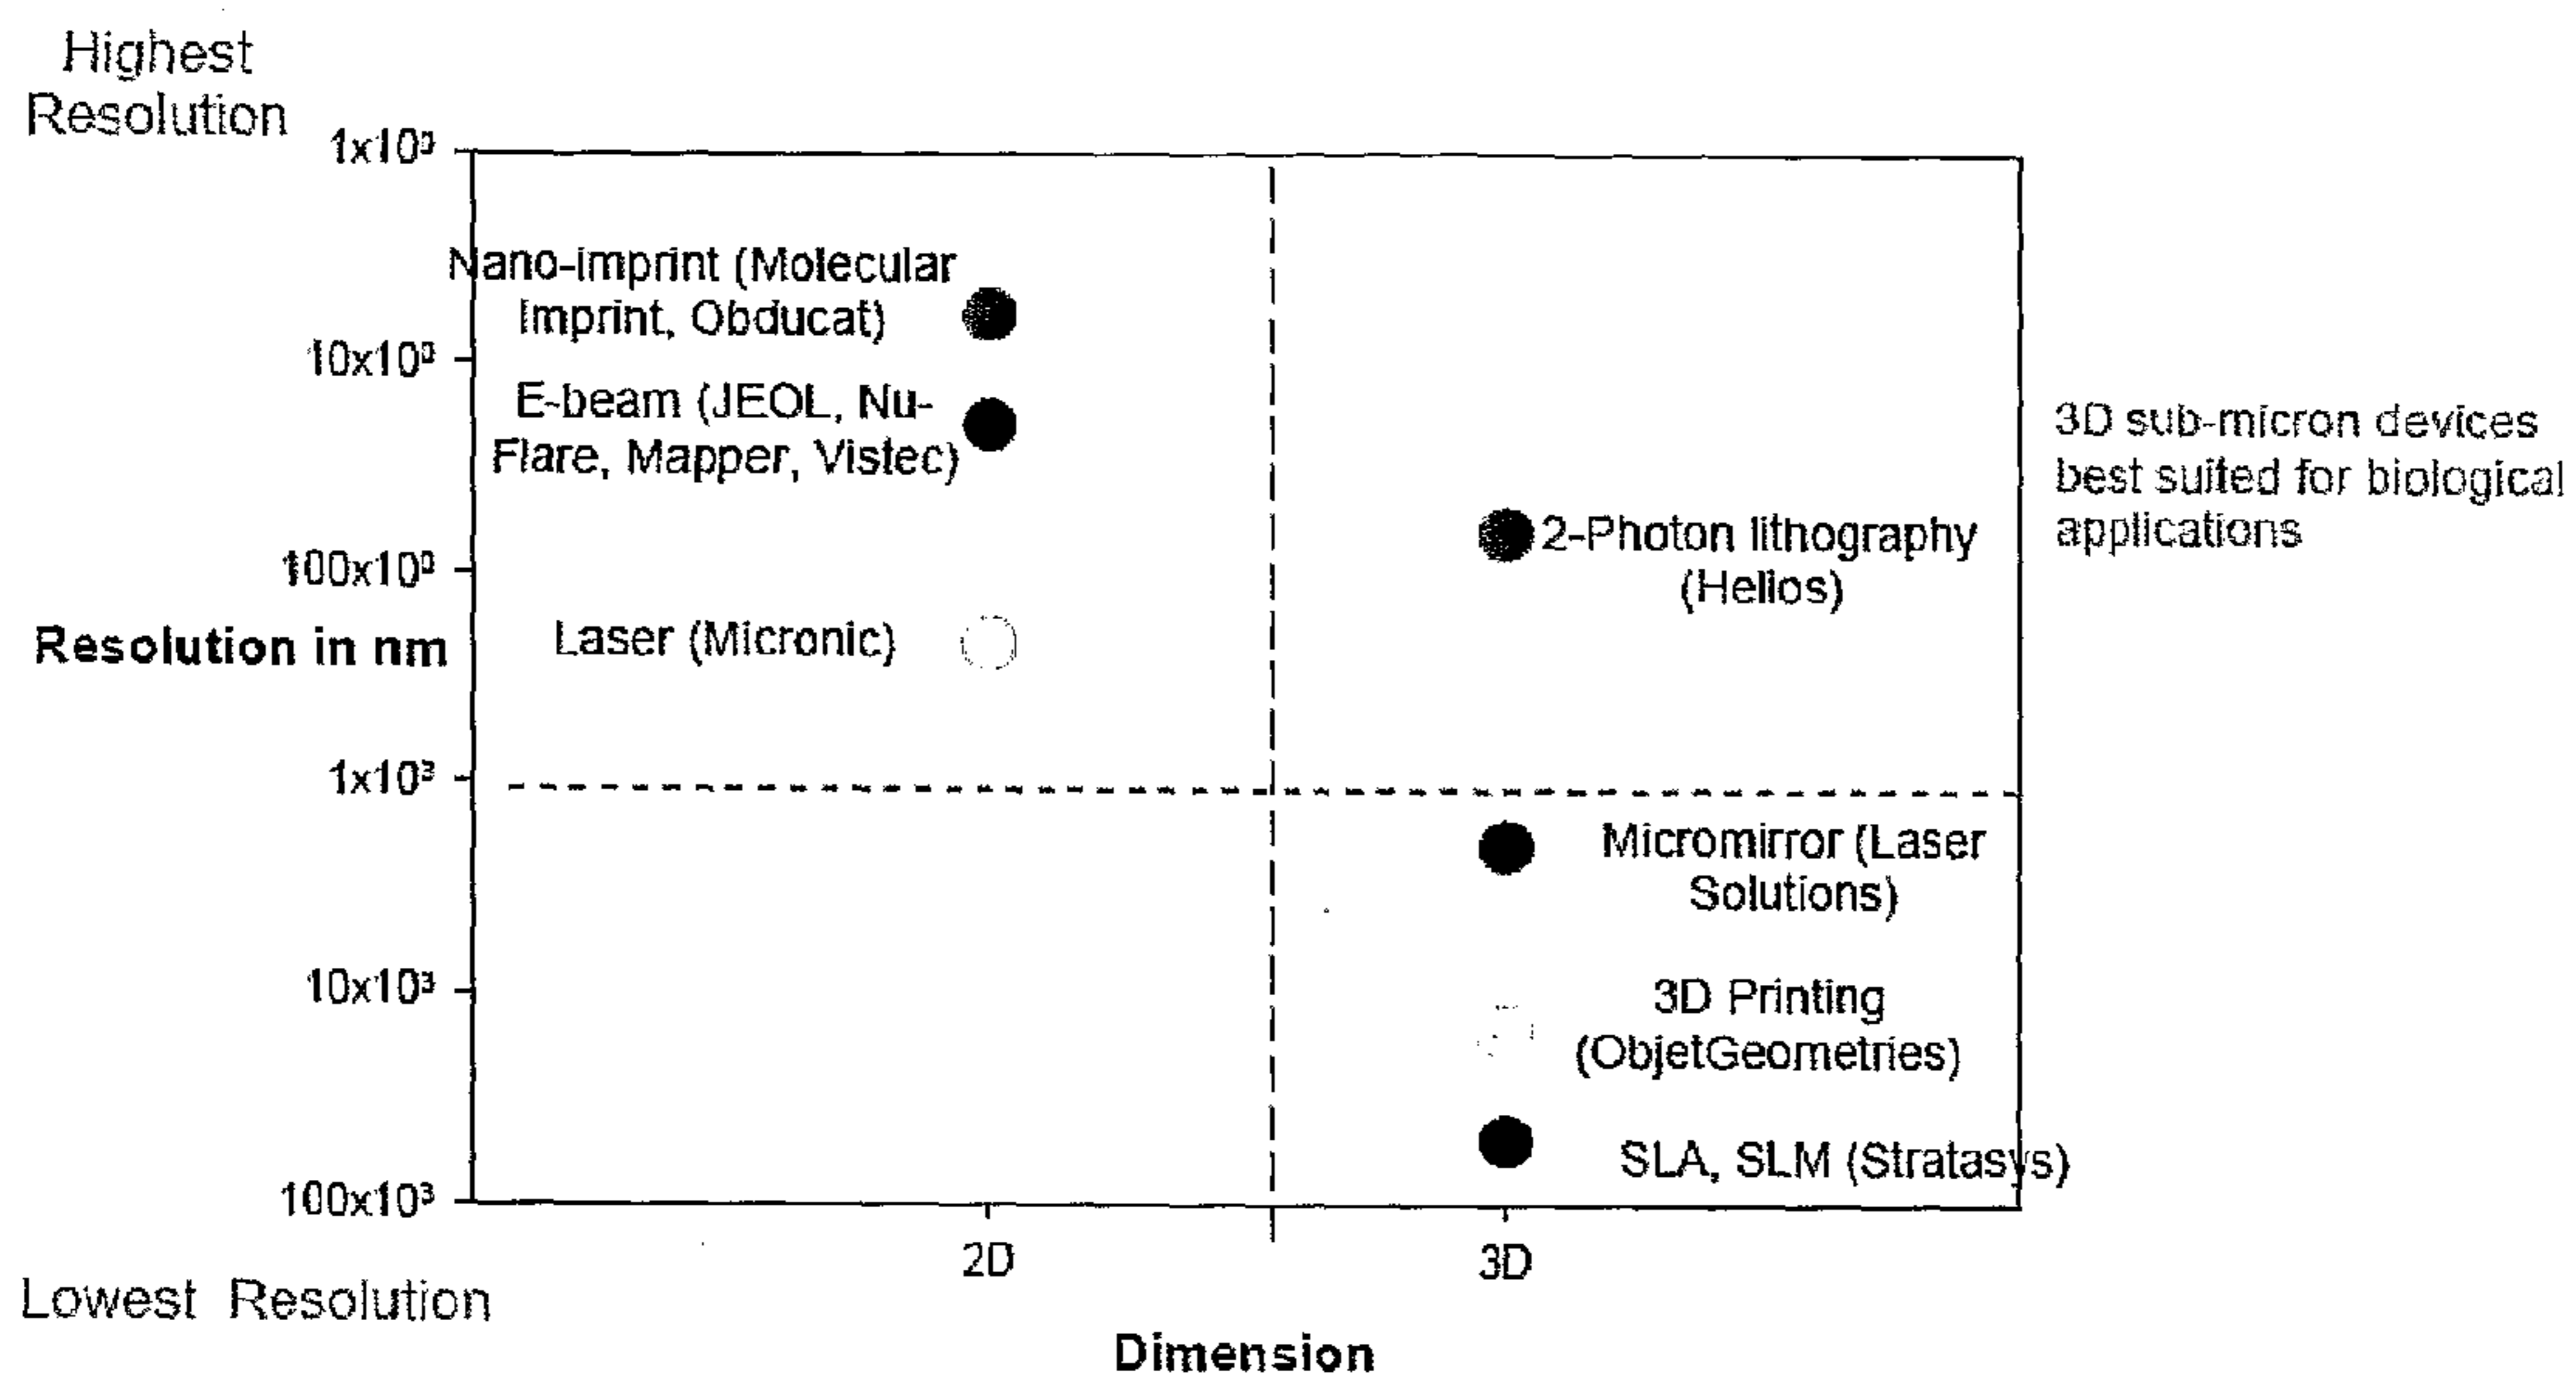 Highest
Resolution
1x10⁰
Nano-imprint (Molecular
Imprint, Obducat)
10x10⁰
E-beam (JEOL, Nu-
Flare, Mapper, Vistec)
3D sub-micron devices
best suited for biological
applications
2-Photon lithography
(Helios)
100x10⁰
Resolution in nm
Laser (Micronic)
1x10³
Micromirror (Laser
Solutions)
10x10³
3D Printing
(ObjetGeometries)
SLA, SLM (Stratasys)
100x10³
2D
3D
Lowest Resolution
Dimension